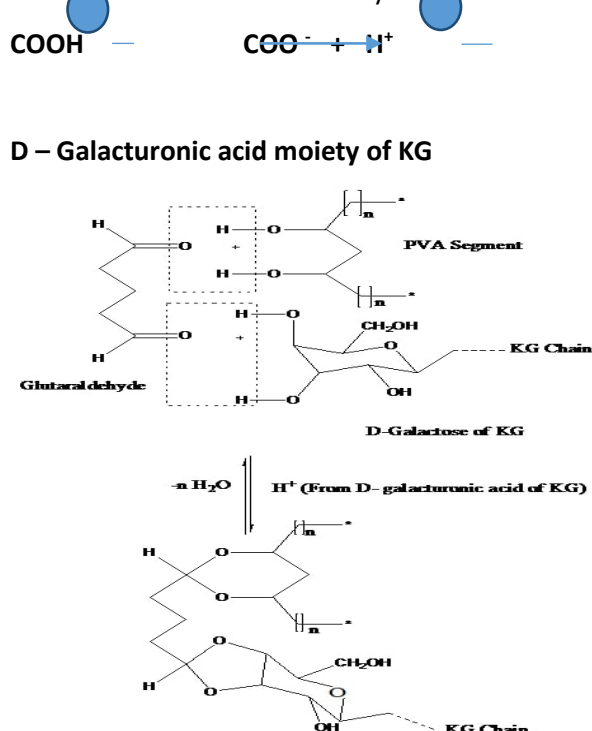 COOH COO - + H+
D – Galacturonic acid moiety of KG
[ ]n *
H
O H O
+ PVA Segment
H O
[ ]n *
H O
CH2OH
O + O KG Chain
H
Glutaraldehyde OH
H O
D-Galactose of KG
-n H2O H+ (From D- galacturonic acid of KG)
[ ]n *
H O
O
[ ]n *
O
CH2OH
H O O
OH KG Chain